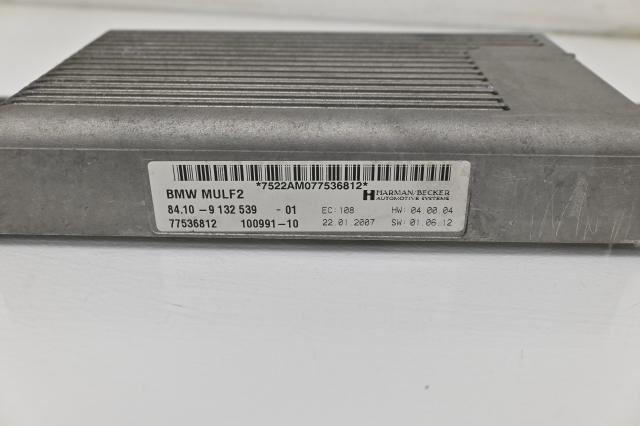 *7522AM077536812*
BMW MULF2 HARMAN/BECKER
AUTOMOTIVE SYSTEMS
84.10 - 9 132 539 - 01 EC: 108 HW: 04.00.04
77536812 100991-10 22.01.2007 SW: 01.06.12